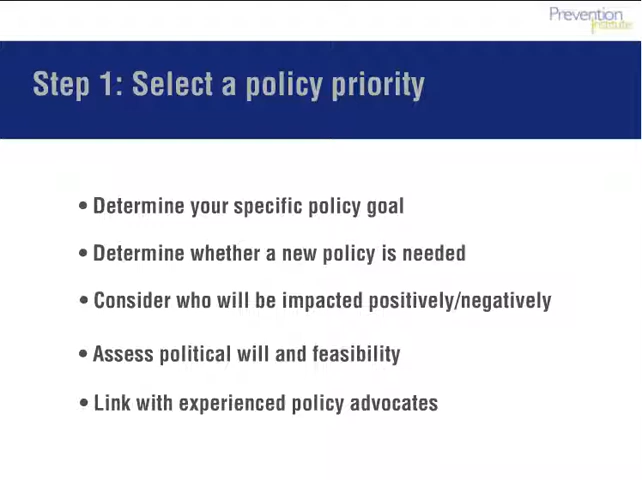 Prevention
Institute
Step 1: Select a policy priority
• Determine your specific policy goal
• Determine whether a new policy is needed
• Consider who will be impacted positively/negatively
• Assess political will and feasibility
• Link with experienced policy advocates